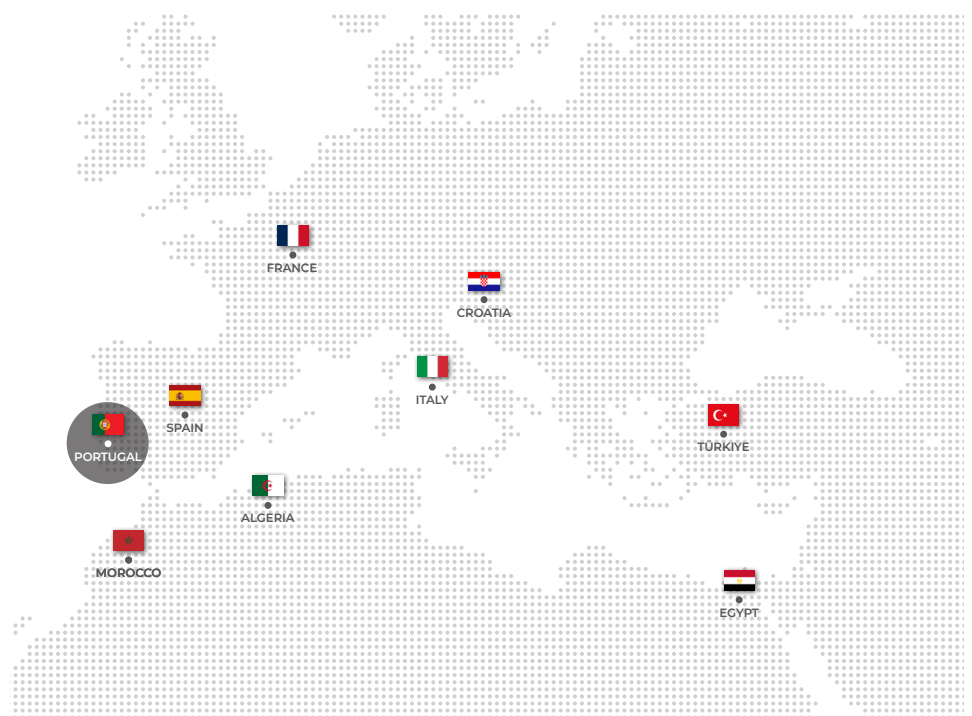 FRANCE
CROATIA
ITALY
SPAIN
PORTUGAL
TÜRKIYE
ALGERIA
MOROCCO
EGYPT